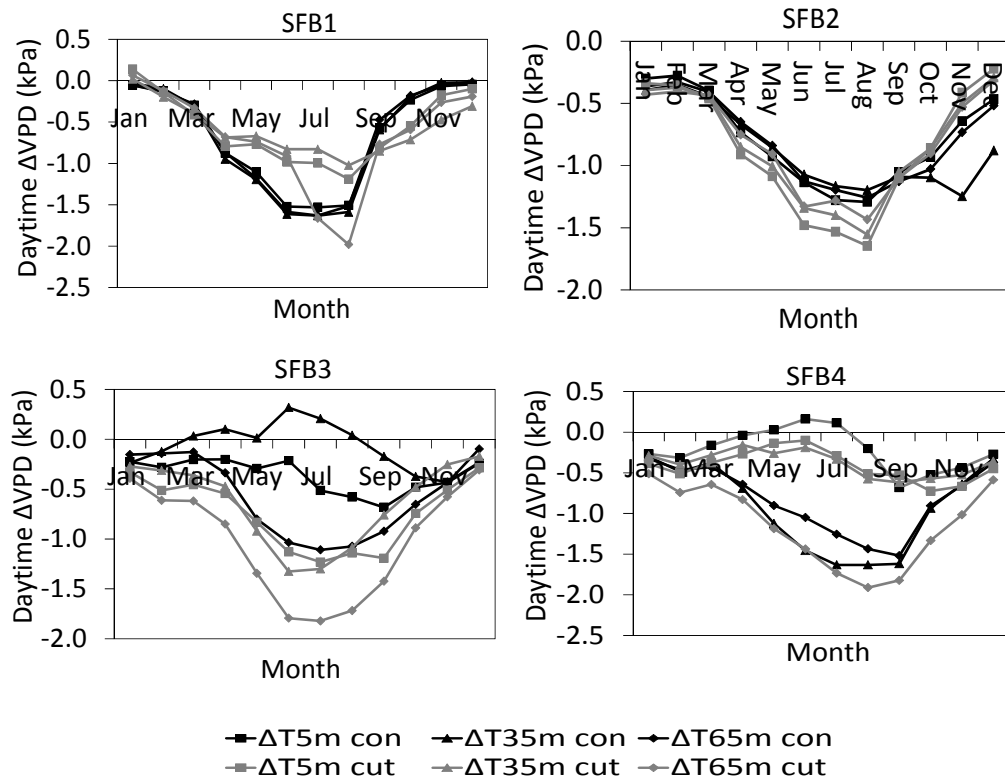 SFB1
Daytime ΔVPD (kPa)
0.5
0.0
-0.5
-1.0
-1.5
-2.0
-2.5
Jan Mar May Jul Sep Nov
Month
SFB2
Daytime ΔVPD (kPa)
0.0
-0.5
-1.0
-1.5
-2.0
Jan Feb Mar Apr May Jun Jul Aug Sep Oct Nov Dec
Month
SFB3
Daytime ΔVPD (kPa)
0.5
0.0
-0.5
-1.0
-1.5
-2.0
Jan Mar May Jul Sep Nov
Month
SFB4
Daytime ΔVPD (kPa)
0.5
0.0
-0.5
-1.0
-1.5
-2.0
-2.5
Jan Mar May Jul Sep Nov
Month
ΔT5m con ΔT35m con ΔT65m con
ΔT5m cut ΔT35m cut ΔT65m cut